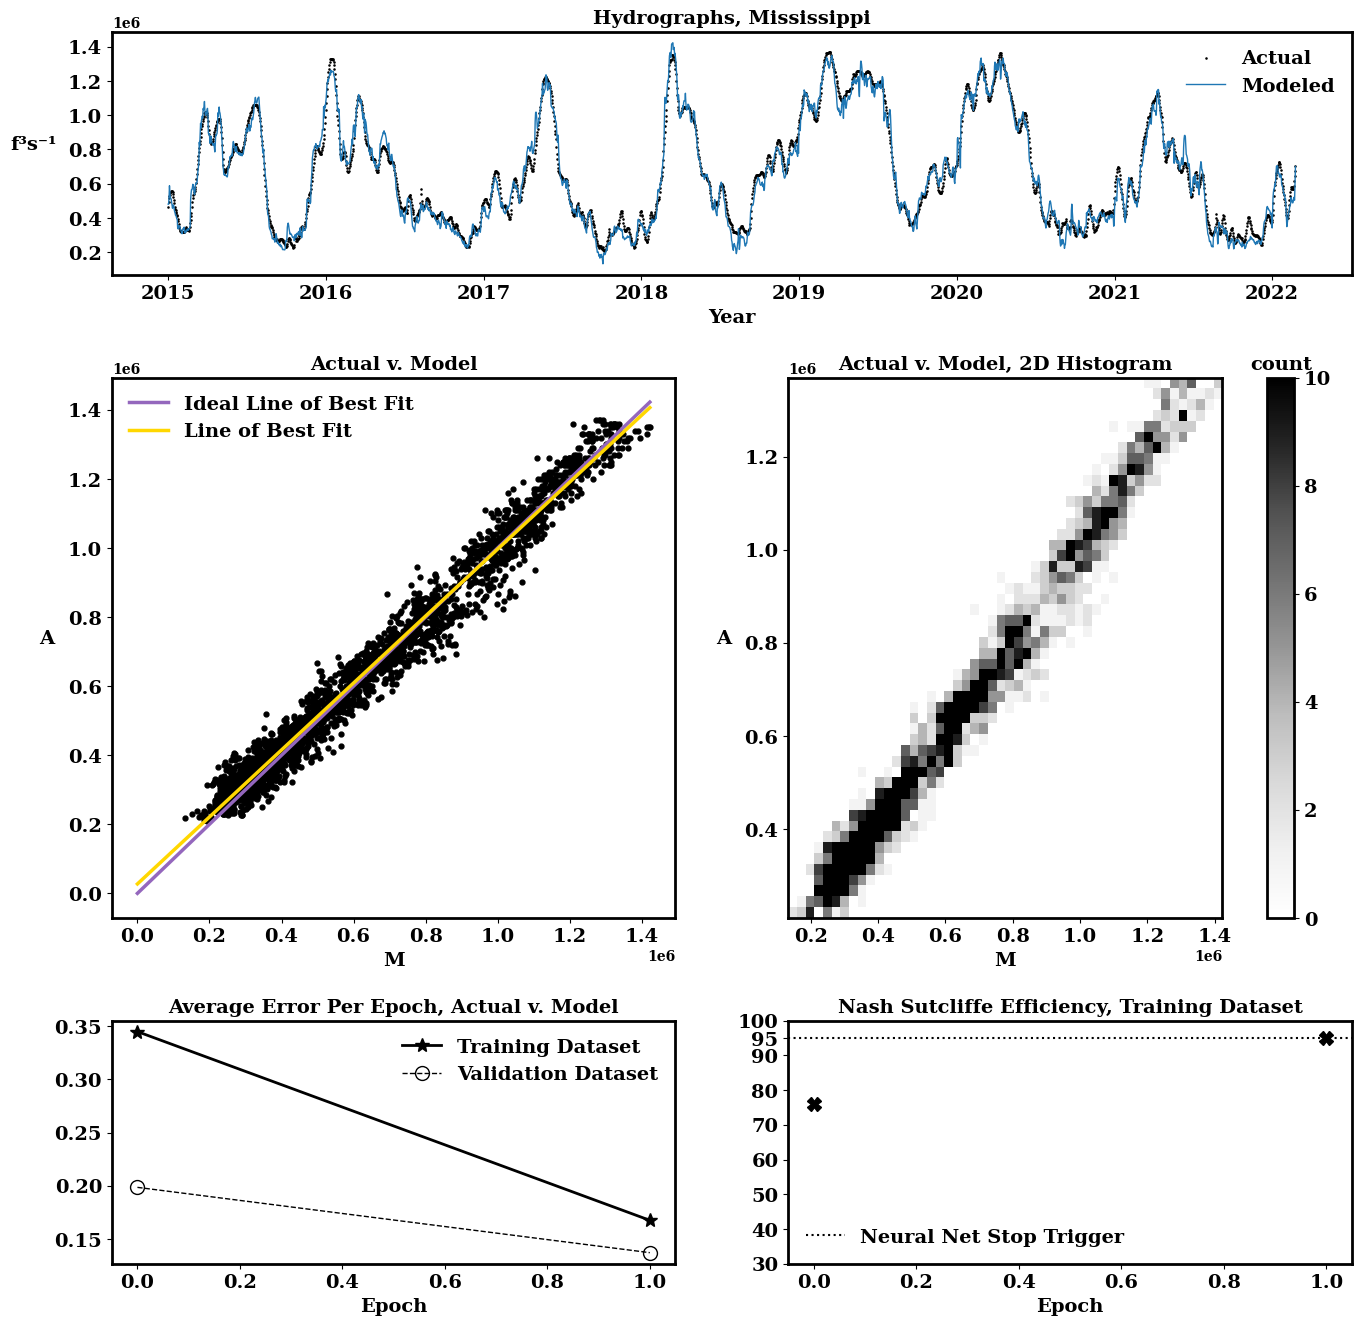 Hydrographs, Mississippi
1e6
1.4
1.2
1.0
0.8
0.6
0.4
0.2
f³s⁻¹
Actual
Modeled
2015 2016 2017 2018 2019 2020 2021 2022
Year
Actual v. Model
1e6
1.4
1.2
1.0
0.8
0.6
0.4
0.2
0.0
A
Ideal Line of Best Fit
Line of Best Fit
0.0 0.2 0.4 0.6 0.8 1.0 1.2 1.4
1e6
M
Actual v. Model, 2D Histogram
1e6
1.2
1.0
0.8
0.6
0.4
A
0.2 0.4 0.6 0.8 1.0 1.2 1.4
1e6
M
count
10
8
6
4
2
0
Average Error Per Epoch, Actual v. Model
0.35
0.30
0.25
0.20
0.15
Training Dataset
Validation Dataset
0.0 0.2 0.4 0.6 0.8 1.0
Epoch
Nash Sutcliffe Efficiency, Training Dataset
100
95
90
80
70
60
50
40
30
Neural Net Stop Trigger
0.0 0.2 0.4 0.6 0.8 1.0
Epoch